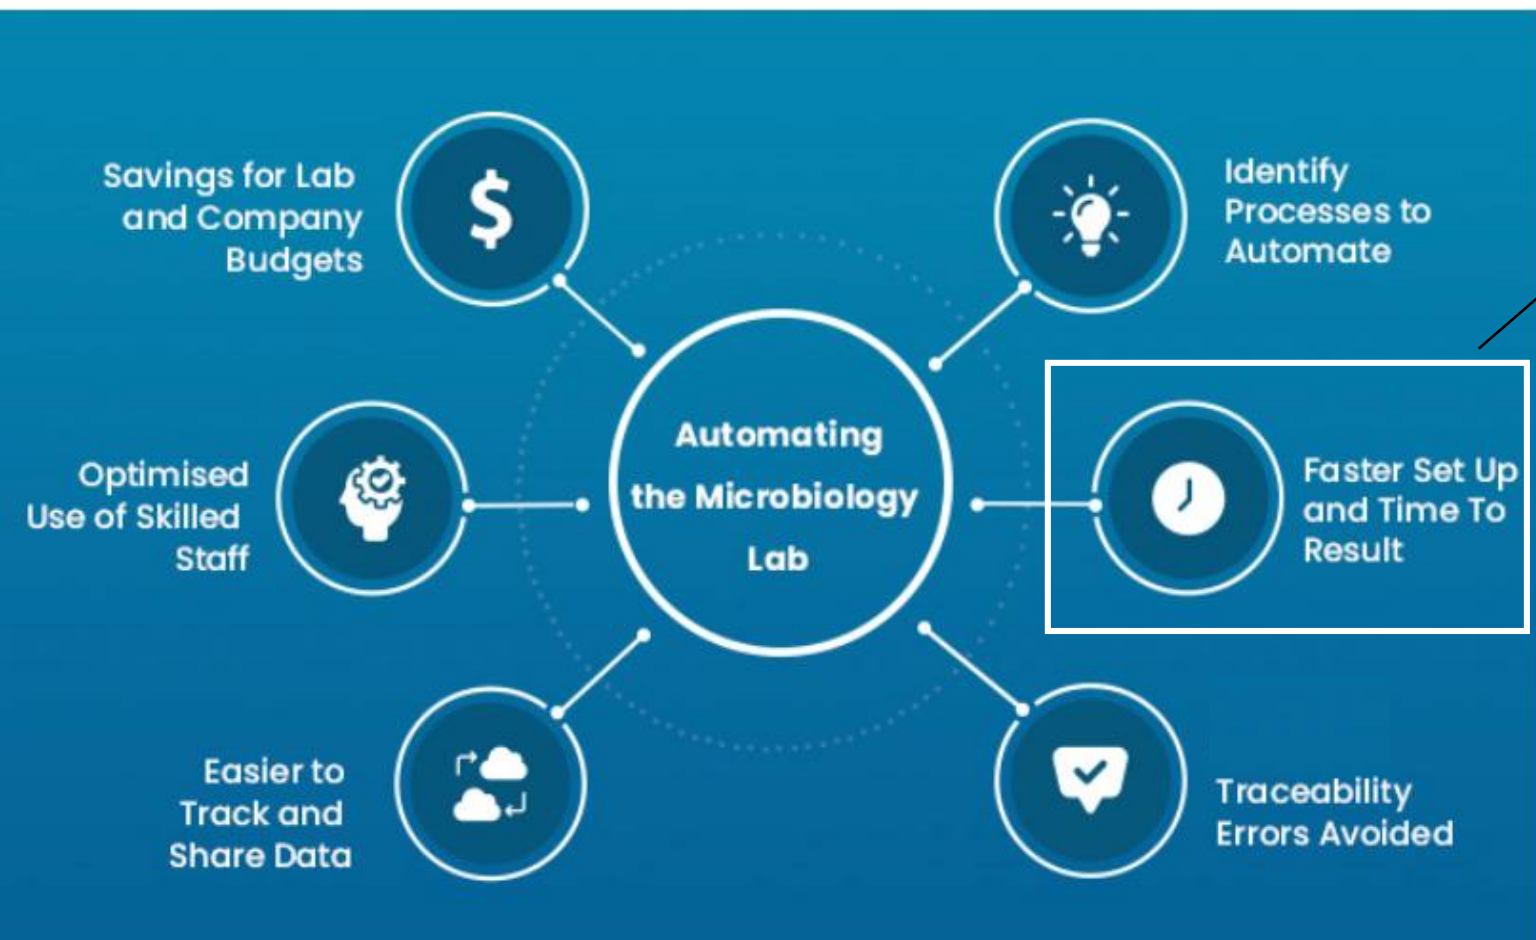 Savings for Lab
and Company
Budgets
Identify
Processes to
Automate
Optimised
Use of Skilled
Staff
Automating
the Microbiology
Lab
Faster Set Up
and Time To
Result
Easier to
Track and
Share Data
Traceability
Errors Avoided